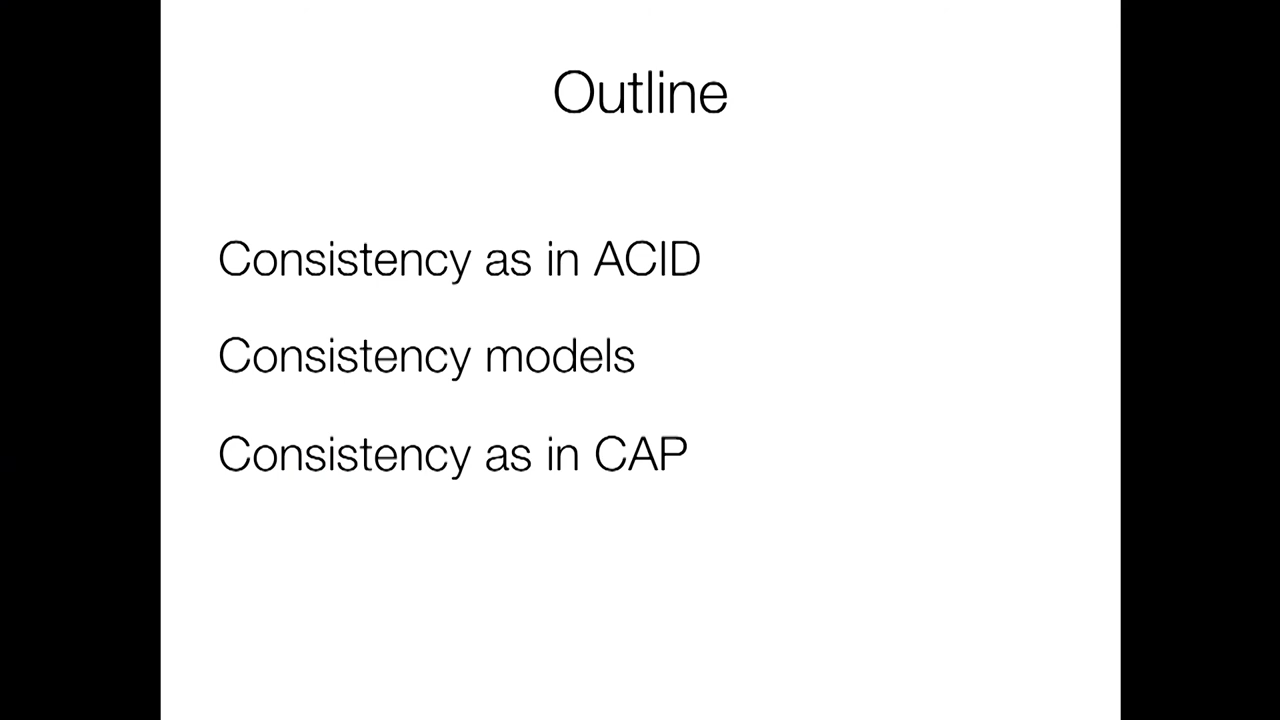 Outline
Consistency as in ACID
Consistency models
Consistency as in CAP